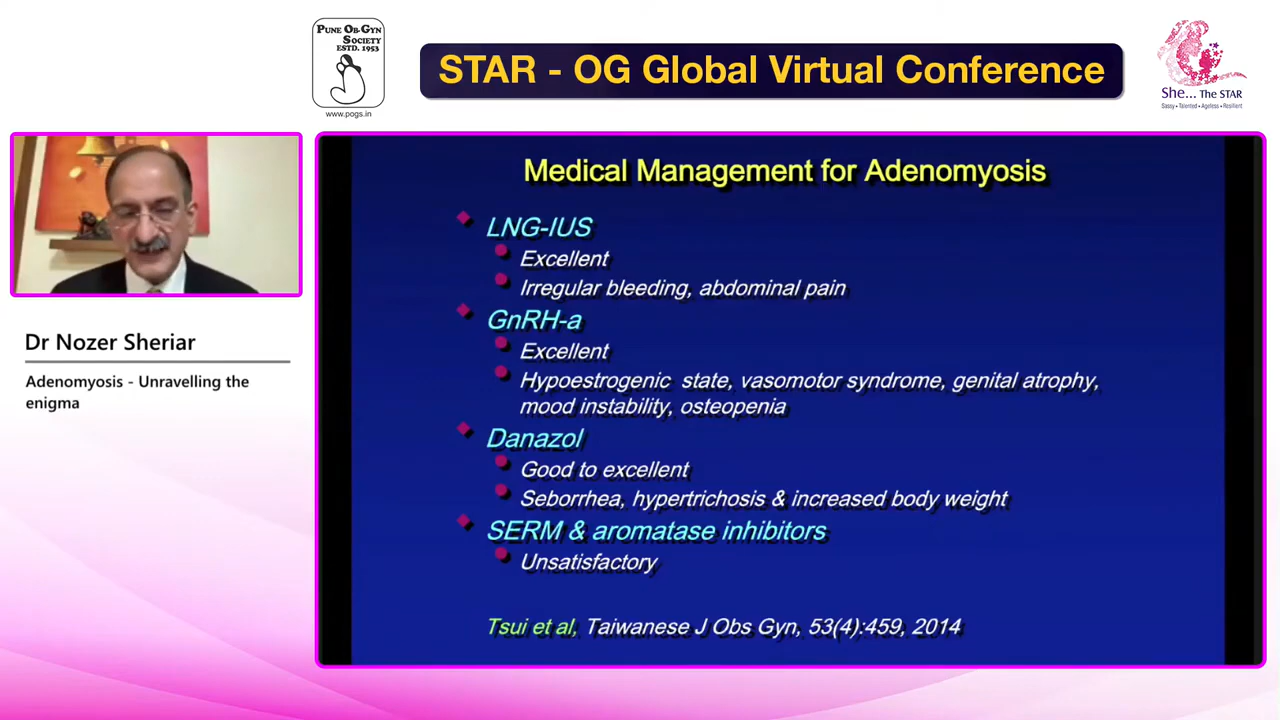 PUNE OB-GYN
SOCIETY
ESTD. 1953
www.pogs.in
STAR - OG Global Virtual Conference
She... The STAR
Sassy • Talented • Ageless • Resilient
Dr Nozer Sheriar
Adenomyosis - Unravelling the
enigma
Medical Management for Adenomyosis
LNG-IUS
Excellent
Irregular bleeding, abdominal pain
GnRH-a
Excellent
Hypoestrogenic state, vasomotor syndrome, genital atrophy,
mood instability, osteopenia
Danazol
Good to excellent
Seborrhea, hypertrichosis & increased body weight
SERM & aromatase inhibitors
Unsatisfactory
Tsui et al, Taiwanese J Obs Gyn, 53(4):459, 2014